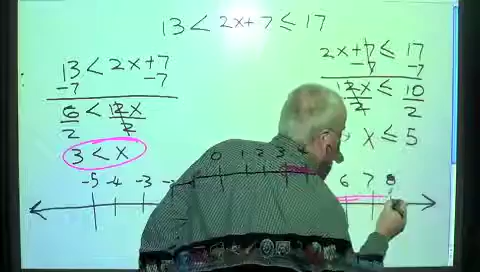 13 < 2x+7 ≤ 17
13 < 2x+7
-7 -7
6 < 2x
2 2
3 < x
2x+7 ≤ 17
-7 -7
2x ≤ 10
2 2
x ≤ 5
-5 -4 -3 0 1 2 3 6 7 8